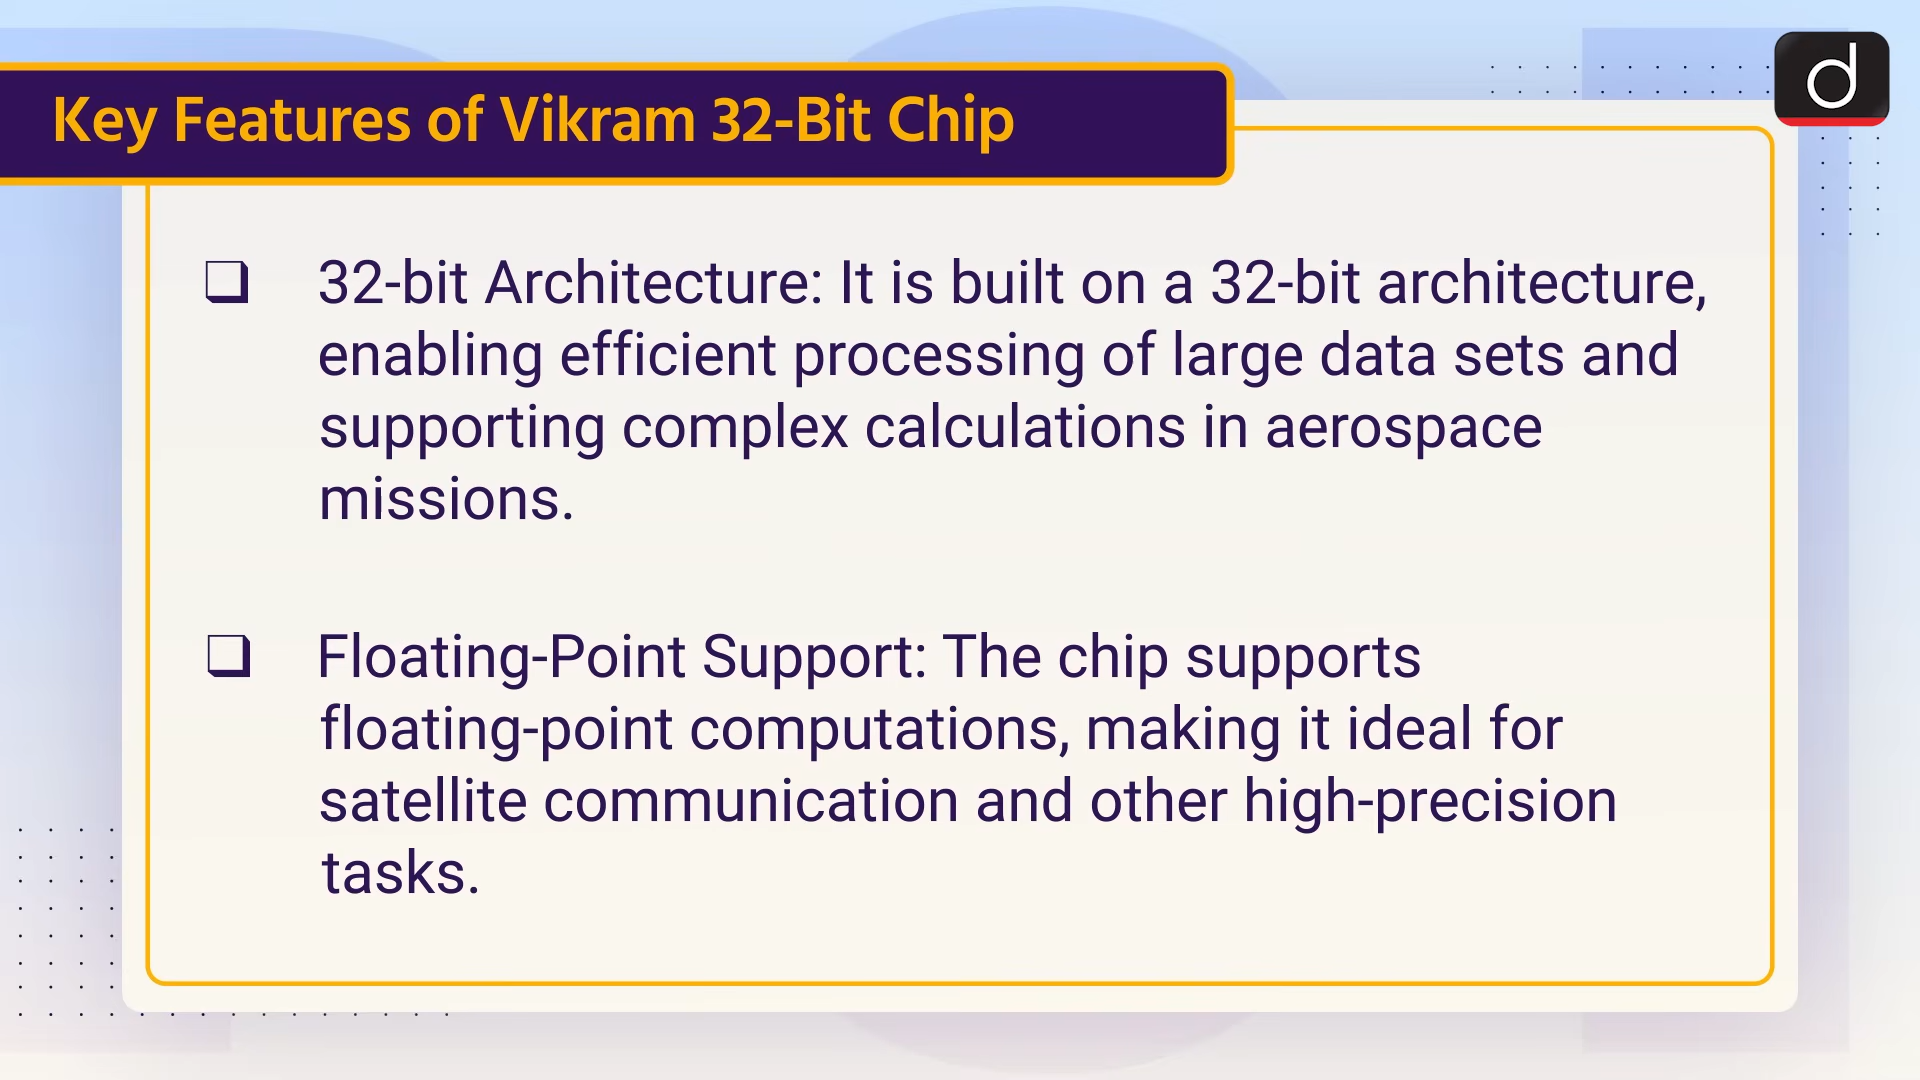 Key Features of Vikram 32-Bit Chip
d
❑ 32-bit Architecture: It is built on a 32-bit architecture,
enabling efficient processing of large data sets and
supporting complex calculations in aerospace
missions.
❑ Floating-Point Support: The chip supports
floating-point computations, making it ideal for
satellite communication and other high-precision
tasks.